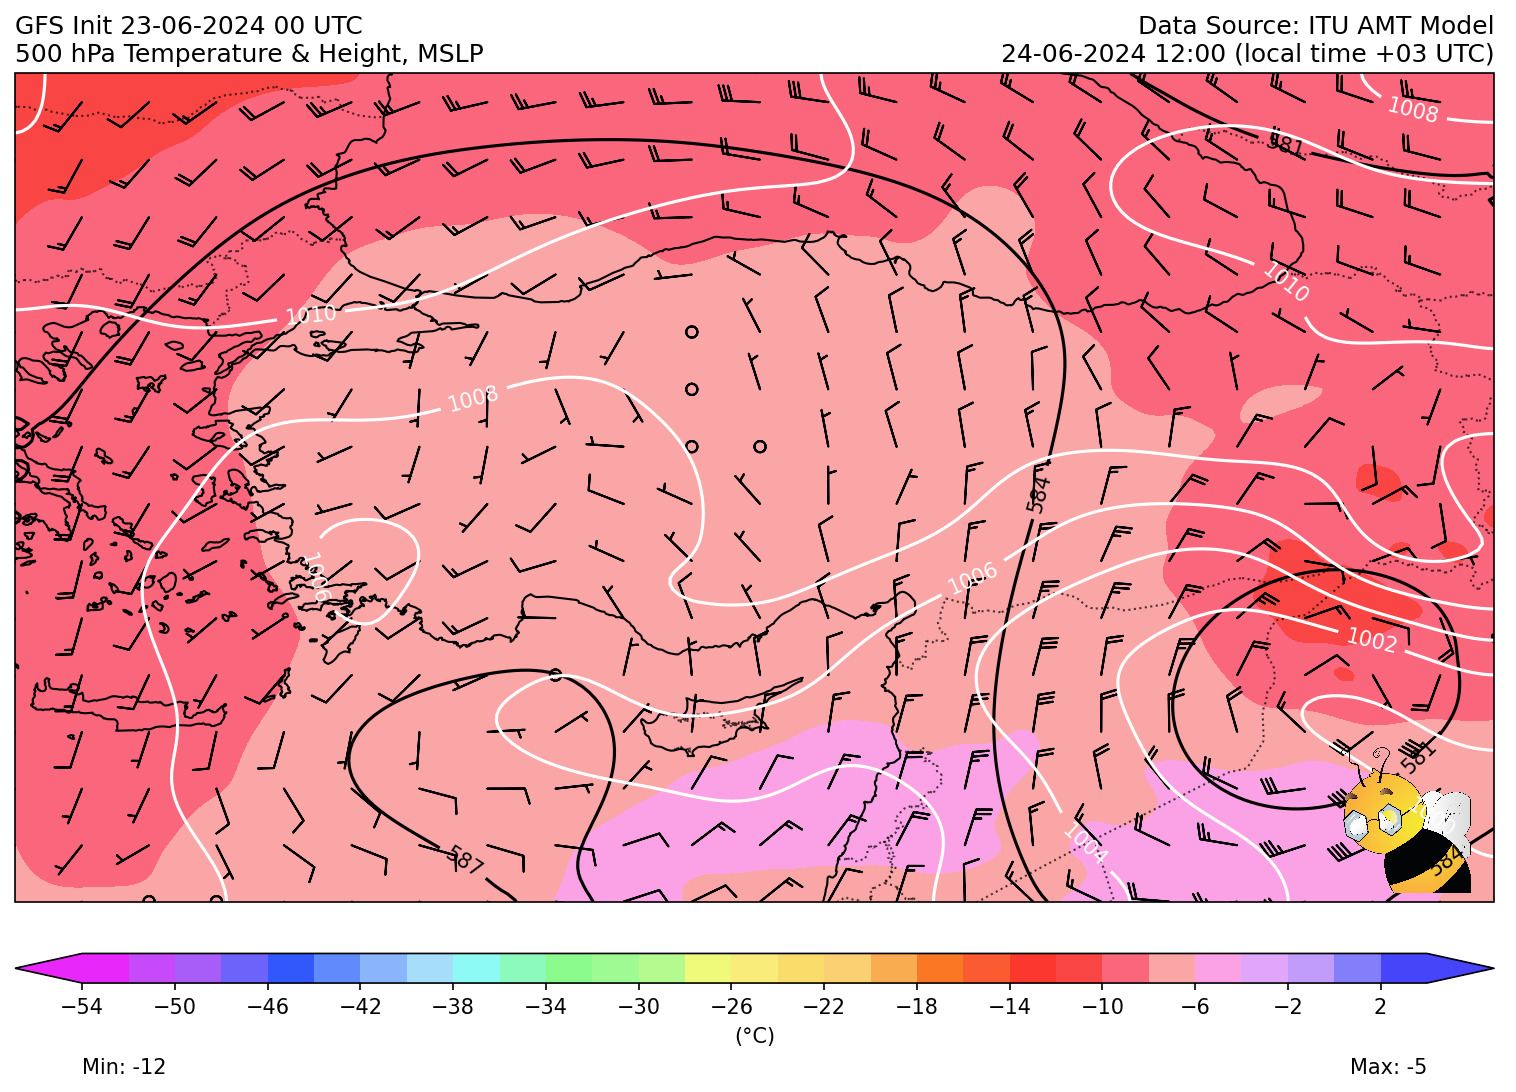 GFS Init 23-06-2024 00 UTC
500 hPa Temperature & Height, MSLP
Data Source: ITU AMT Model
24-06-2024 12:00 (local time +03 UTC)
1008
581
1010
1010
1008
584
1006
1006
1002
581
1004
587
584
−54 −50 −46 −42 −38 −34 −30 −26 −22 −18 −14 −10 −6 −2 2
(°C)
Min: -12
Max: -5